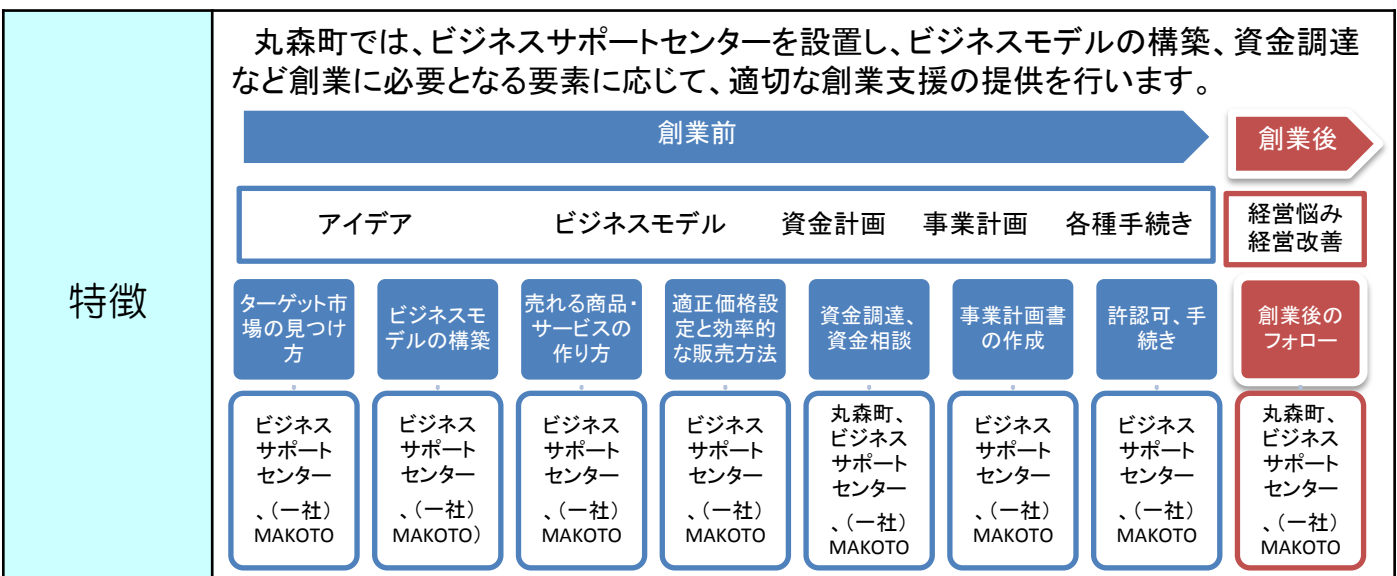 特徴
丸森町では、ビジネスサポートセンターを設置し、ビジネスモデルの構築、資金調達
など創業に必要となる要素に応じて、適切な創業支援の提供を行います。
創業前
創業後
アイデア
ビジネスモデル
資金計画
事業計画
各種手続き
経営悩み
経営改善
ターゲット市
場の見つけ
方
ビジネスモ
デルの構築
売れる商品・
サービスの
作り方
適正価格設
定と効率的
な販売方法
資金調達、
資金相談
事業計画書
の作成
許認可、手
続き
創業後の
フォロー
ビジネス
サポート
センター
、（一社）
MAKOTO
ビジネス
サポート
センター
、（一社）
MAKOTO）
ビジネス
サポート
センター
、（一社）
MAKOTO
ビジネス
サポート
センター
、（一社）
MAKOTO
丸森町、
ビジネス
サポート
センター
、（一社）
MAKOTO
ビジネス
サポート
センター
、（一社）
MAKOTO
ビジネス
サポート
センター
、（一社）
MAKOTO
丸森町、
ビジネス
サポート
センター
、（一社）
MAKOTO